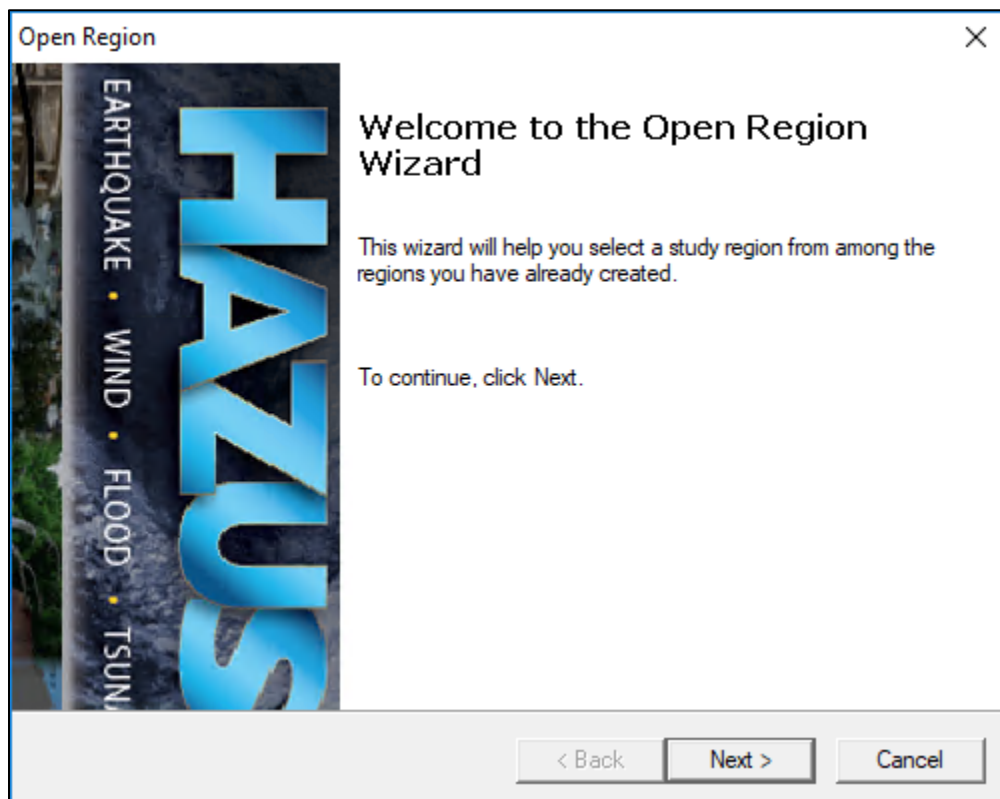 Open Region
EARTHQUAKE • WIND • FLOOD • TSUNA
HAZUS
Welcome to the Open Region
Wizard
This wizard will help you select a study region from among the
regions you have already created.
To continue, click Next.
< Back
Next >
Cancel